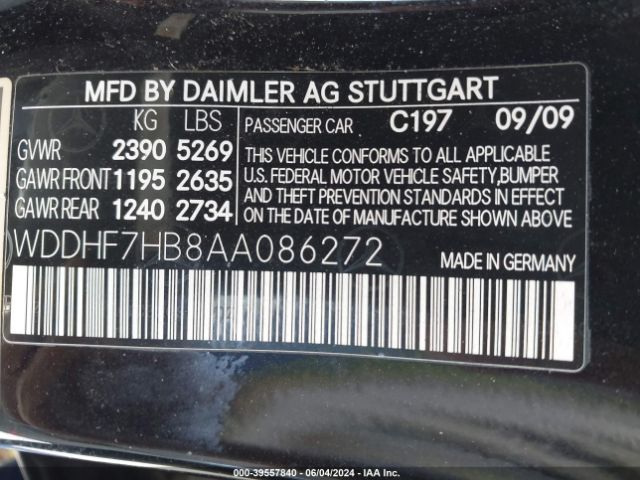 MFD BY DAIMLER AG STUTTGART
KG LBS
GVWR 2390 5269
GAWR FRONT 1195 2635
GAWR REAR 1240 2734
PASSENGER CAR C197 09/09
THIS VEHICLE CONFORMS TO ALL APPLICABLE
U.S. FEDERAL MOTOR VEHICLE SAFETY,BUMPER
AND THEFT PREVENTION STANDARDS IN EFFECT
ON THE DATE OF MANUFACTURE SHOWN ABOVE
WDDHF7HB8AA086272
MADE IN GERMANY
000-39557840 - 06/04/2024 - IAA Inc.